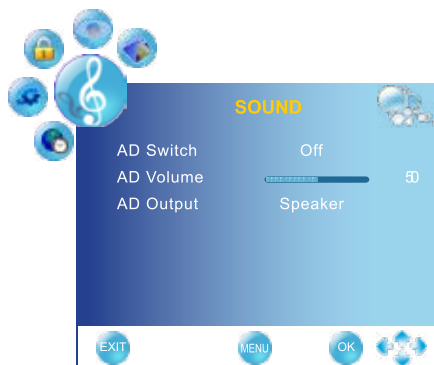 SOUND
AD Switch Off
AD Volume 50
AD Output Speaker
EXIT MENU OK